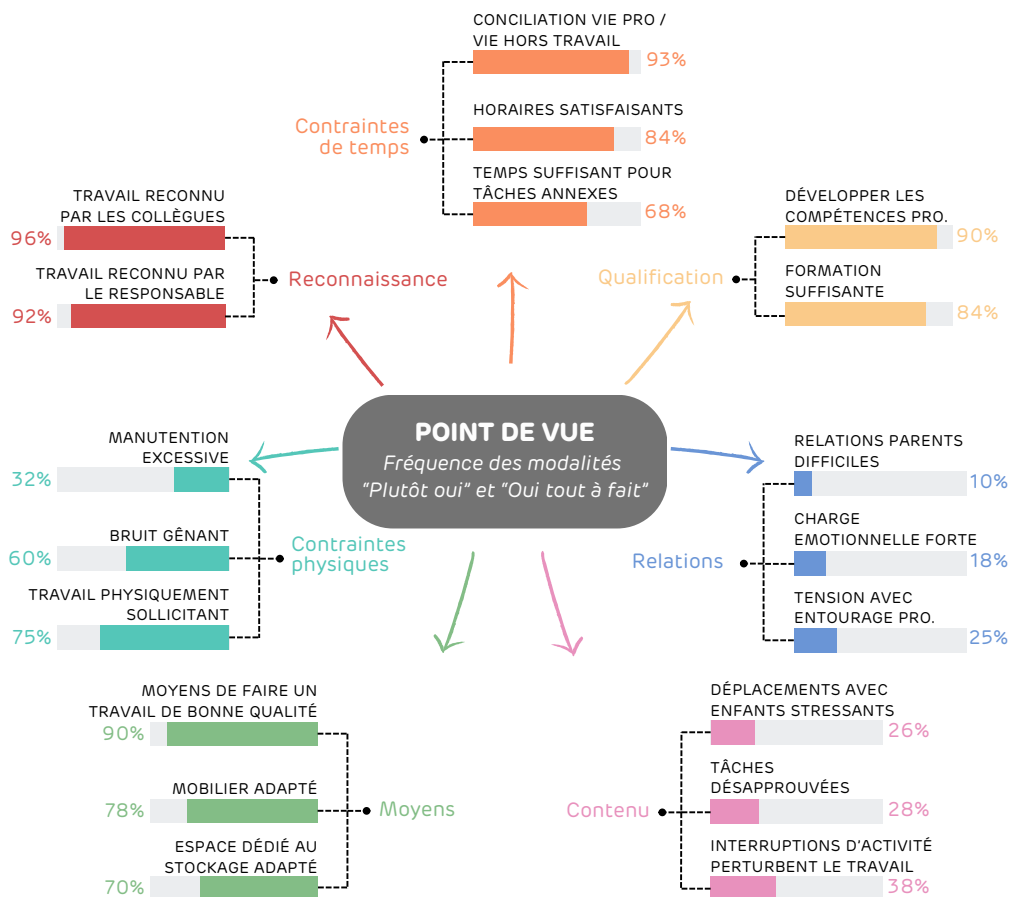 CONCILIATION VIE PRO /
VIE HORS TRAVAIL
93%
HORAIRES SATISFAISANTS
84%
TEMPS SUFFISANT POUR
TÂCHES ANNEXES
68%
Contraintes
de temps
TRAVAIL RECONNU
PAR LES COLLÈGUES
96%
TRAVAIL RECONNU PAR
LE RESPONSABLE
92%
Reconnaissance
Qualification
DÉVELOPPER LES
COMPÉTENCES PRO.
90%
FORMATION
SUFFISANTE
84%
POINT DE VUE
Fréquence des modalités
"Plutôt oui" et "Oui tout à fait"
MANUTENTION
EXCESSIVE
32%
BRUIT GÊNANT
60%
TRAVAIL PHYSIQUEMENT
SOLLICITANT
75%
Contraintes
physiques
Relations
RELATIONS PARENTS
DIFFICILES
10%
CHARGE
EMOTIONNELLE FORTE
18%
TENSION AVEC
ENTOURAGE PRO.
25%
MOYENS DE FAIRE UN
TRAVAIL DE BONNE QUALITÉ
90%
MOBILIER ADAPTÉ
78%
ESPACE DÉDIÉ AU
STOCKAGE ADAPTÉ
70%
Moyens
Contenu
DÉPLACEMENTS AVEC
ENFANTS STRESSANTS
26%
TÂCHES
DÉSAPPROUVÉES
28%
INTERRUPTIONS D'ACTIVITÉ
PERTURBENT LE TRAVAIL
38%